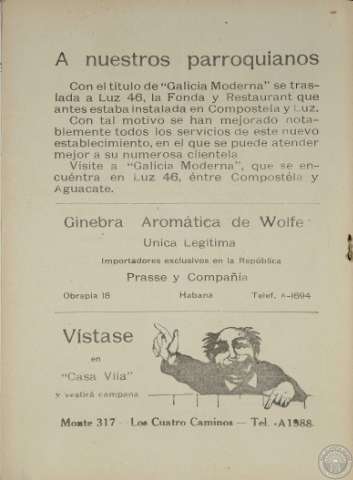 A nuestros parroquianos
Con el título de "Galicia Moderna" se tras-
lada a Luz 46, la Fonda y Restaurant que
antes estaba instalada en Compostela y Luz.
Con tal motivo se han mejorado nota-
blemente todos los servicios de este nuevo
establecimiento, en el que se puede atender
mejor a su numerosa clientela
Visite a "Galicia Moderna", que se en-
cuéntra en Luz 46, éntre Compostéla y
Aguacate.
Ginebra Aromática de Wolfe
Unica Legítima
Importadores exclusivos en la República
Prasse y Compañía
Obrapía 18 Habana Telef. A-1694
Vístase
en
"Casa Vila"
y vestirá campana
Monte 317 - Los Cuatro Caminos — Tel. A1988